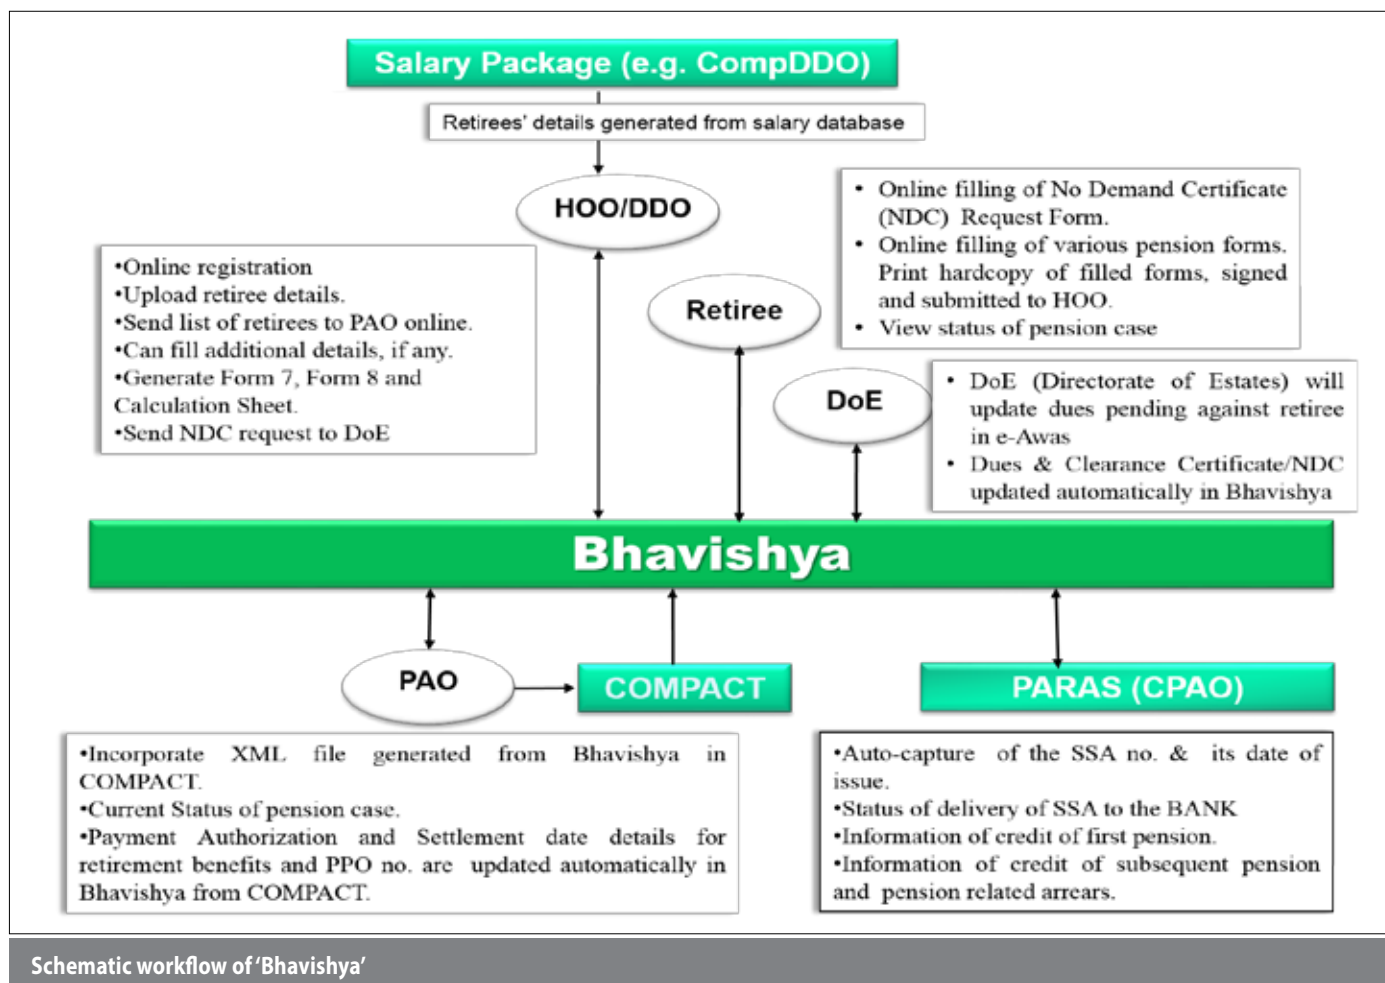 Salary Package (e.g. CompDDO)
Retirees' details generated from salary database
HOO/DDO
•Online registration
•Upload retiree details.
•Send list of retirees to PAO online.
•Can fill additional details, if any.
•Generate Form 7, Form 8 and
Calculation Sheet.
•Send NDC request to DoE
Retiree
• Online filling of No Demand Certificate
(NDC) Request Form.
• Online filling of various pension forms.
Print hardcopy of filled forms, signed
and submitted to HOO.
• View status of pension case
DoE
• DoE (Directorate of Estates) will
update dues pending against retiree
in e-Awas
• Dues & Clearance Certificate/NDC
updated automatically in Bhavishya
Bhavishya
PAO
COMPACT
PARAS (CPAO)
•Incorporate XML file generated from Bhavishya in
COMPACT.
•Current Status of pension case.
•Payment Authorization and Settlement date details for
retirement benefits and PPO no. are updated automatically in
Bhavishya from COMPACT.
•Auto-capture of the SSA no. & its date of
issue.
•Status of delivery of SSA to the BANK
•Information of credit of first pension.
•Information of credit of subsequent pension
and pension related arrears.
Schematic workflow of 'Bhavishya'